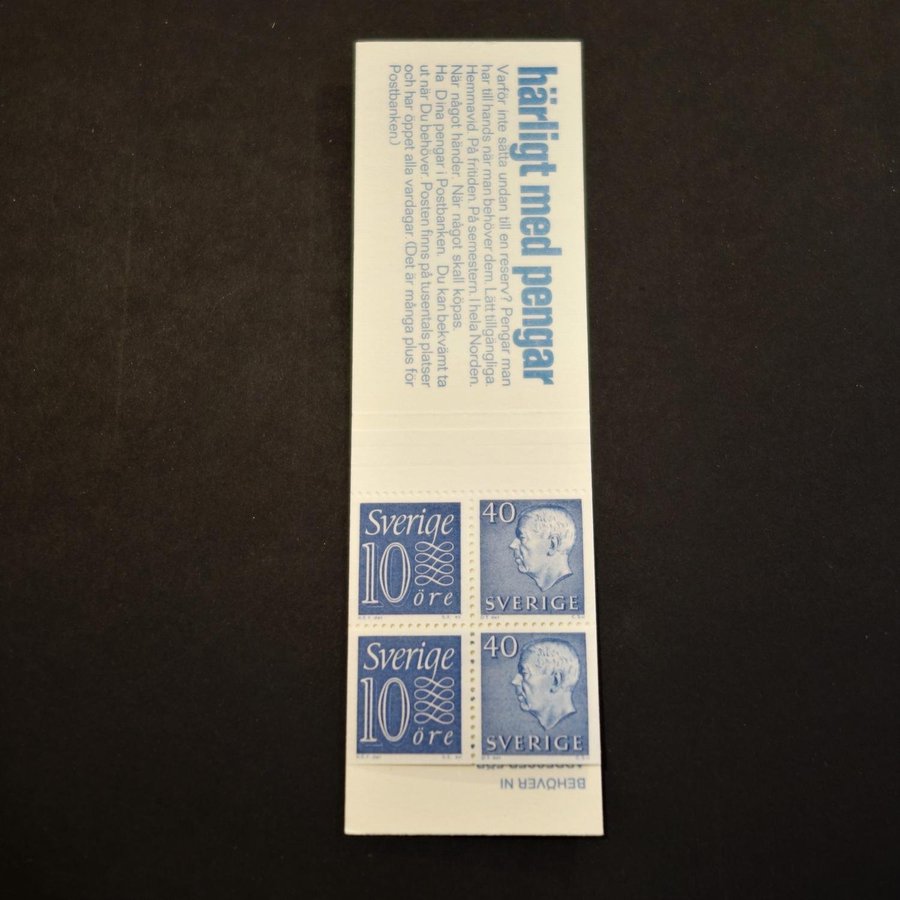 härligt med pengar
Varför inte sätta undan till en reserv? Pengar man
har till hands när man behöver dem. Lätt tillgängliga.
Hemmavid. På fritiden. På semestern. I hela Norden.
När något händer. När något skall köpas.
Ha Dina pengar i Postbanken. Du kan bekvämt ta
ut när Du behöver. Posten finns på tusentals platser
och har öppet alla vardagar. (Det är många plus för
Postbanken.)
Sverige
10
öre
40
SVERIGE
Sverige
10
öre
40
SVERIGE
BEHÖVER NI